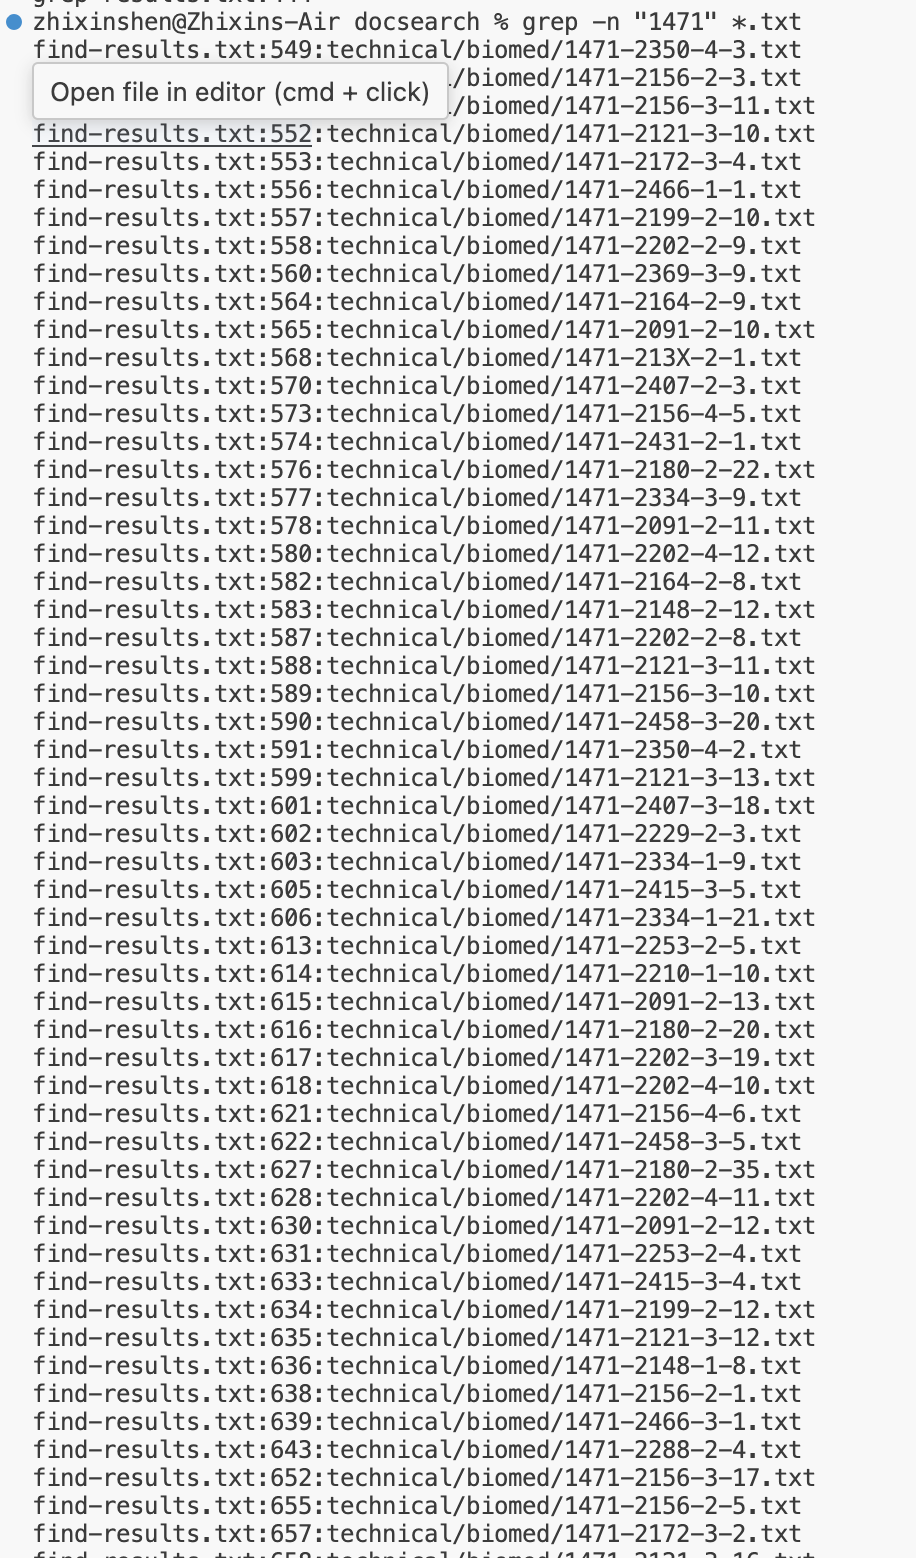 zhixinshen@Zhixins-Air docsearch % grep -n "1471" *.txt
find-results.txt:549:technical/biomed/1471-2350-4-3.txt
/biomed/1471-2156-2-3.txt
Open file in editor (cmd + click)
/biomed/1471-2156-3-11.txt
find-results.txt:552:technical/biomed/1471-2121-3-10.txt
find-results.txt:553:technical/biomed/1471-2172-3-4.txt
find-results.txt:556:technical/biomed/1471-2466-1-1.txt
find-results.txt:557:technical/biomed/1471-2199-2-10.txt
find-results.txt:558:technical/biomed/1471-2202-2-9.txt
find-results.txt:560:technical/biomed/1471-2369-3-9.txt
find-results.txt:564:technical/biomed/1471-2164-2-9.txt
find-results.txt:565:technical/biomed/1471-2091-2-10.txt
find-results.txt:568:technical/biomed/1471-213X-2-1.txt
find-results.txt:570:technical/biomed/1471-2407-2-3.txt
find-results.txt:573:technical/biomed/1471-2156-4-5.txt
find-results.txt:574:technical/biomed/1471-2431-2-1.txt
find-results.txt:576:technical/biomed/1471-2180-2-22.txt
find-results.txt:577:technical/biomed/1471-2334-3-9.txt
find-results.txt:578:technical/biomed/1471-2091-2-11.txt
find-results.txt:580:technical/biomed/1471-2202-4-12.txt
find-results.txt:582:technical/biomed/1471-2164-2-8.txt
find-results.txt:583:technical/biomed/1471-2148-2-12.txt
find-results.txt:587:technical/biomed/1471-2202-2-8.txt
find-results.txt:588:technical/biomed/1471-2121-3-11.txt
find-results.txt:589:technical/biomed/1471-2156-3-10.txt
find-results.txt:590:technical/biomed/1471-2458-3-20.txt
find-results.txt:591:technical/biomed/1471-2350-4-2.txt
find-results.txt:599:technical/biomed/1471-2121-3-13.txt
find-results.txt:601:technical/biomed/1471-2407-3-18.txt
find-results.txt:602:technical/biomed/1471-2229-2-3.txt
find-results.txt:603:technical/biomed/1471-2334-1-9.txt
find-results.txt:605:technical/biomed/1471-2415-3-5.txt
find-results.txt:606:technical/biomed/1471-2334-1-21.txt
find-results.txt:613:technical/biomed/1471-2253-2-5.txt
find-results.txt:614:technical/biomed/1471-2210-1-10.txt
find-results.txt:615:technical/biomed/1471-2091-2-13.txt
find-results.txt:616:technical/biomed/1471-2180-2-20.txt
find-results.txt:617:technical/biomed/1471-2202-3-19.txt
find-results.txt:618:technical/biomed/1471-2202-4-10.txt
find-results.txt:621:technical/biomed/1471-2156-4-6.txt
find-results.txt:622:technical/biomed/1471-2458-3-5.txt
find-results.txt:627:technical/biomed/1471-2180-2-35.txt
find-results.txt:628:technical/biomed/1471-2202-4-11.txt
find-results.txt:630:technical/biomed/1471-2091-2-12.txt
find-results.txt:631:technical/biomed/1471-2253-2-4.txt
find-results.txt:633:technical/biomed/1471-2415-3-4.txt
find-results.txt:634:technical/biomed/1471-2199-2-12.txt
find-results.txt:635:technical/biomed/1471-2121-3-12.txt
find-results.txt:636:technical/biomed/1471-2148-1-8.txt
find-results.txt:638:technical/biomed/1471-2156-2-1.txt
find-results.txt:639:technical/biomed/1471-2466-3-1.txt
find-results.txt:643:technical/biomed/1471-2288-2-4.txt
find-results.txt:652:technical/biomed/1471-2156-3-17.txt
find-results.txt:655:technical/biomed/1471-2156-2-5.txt
find-results.txt:657:technical/biomed/1471-2172-3-2.txt